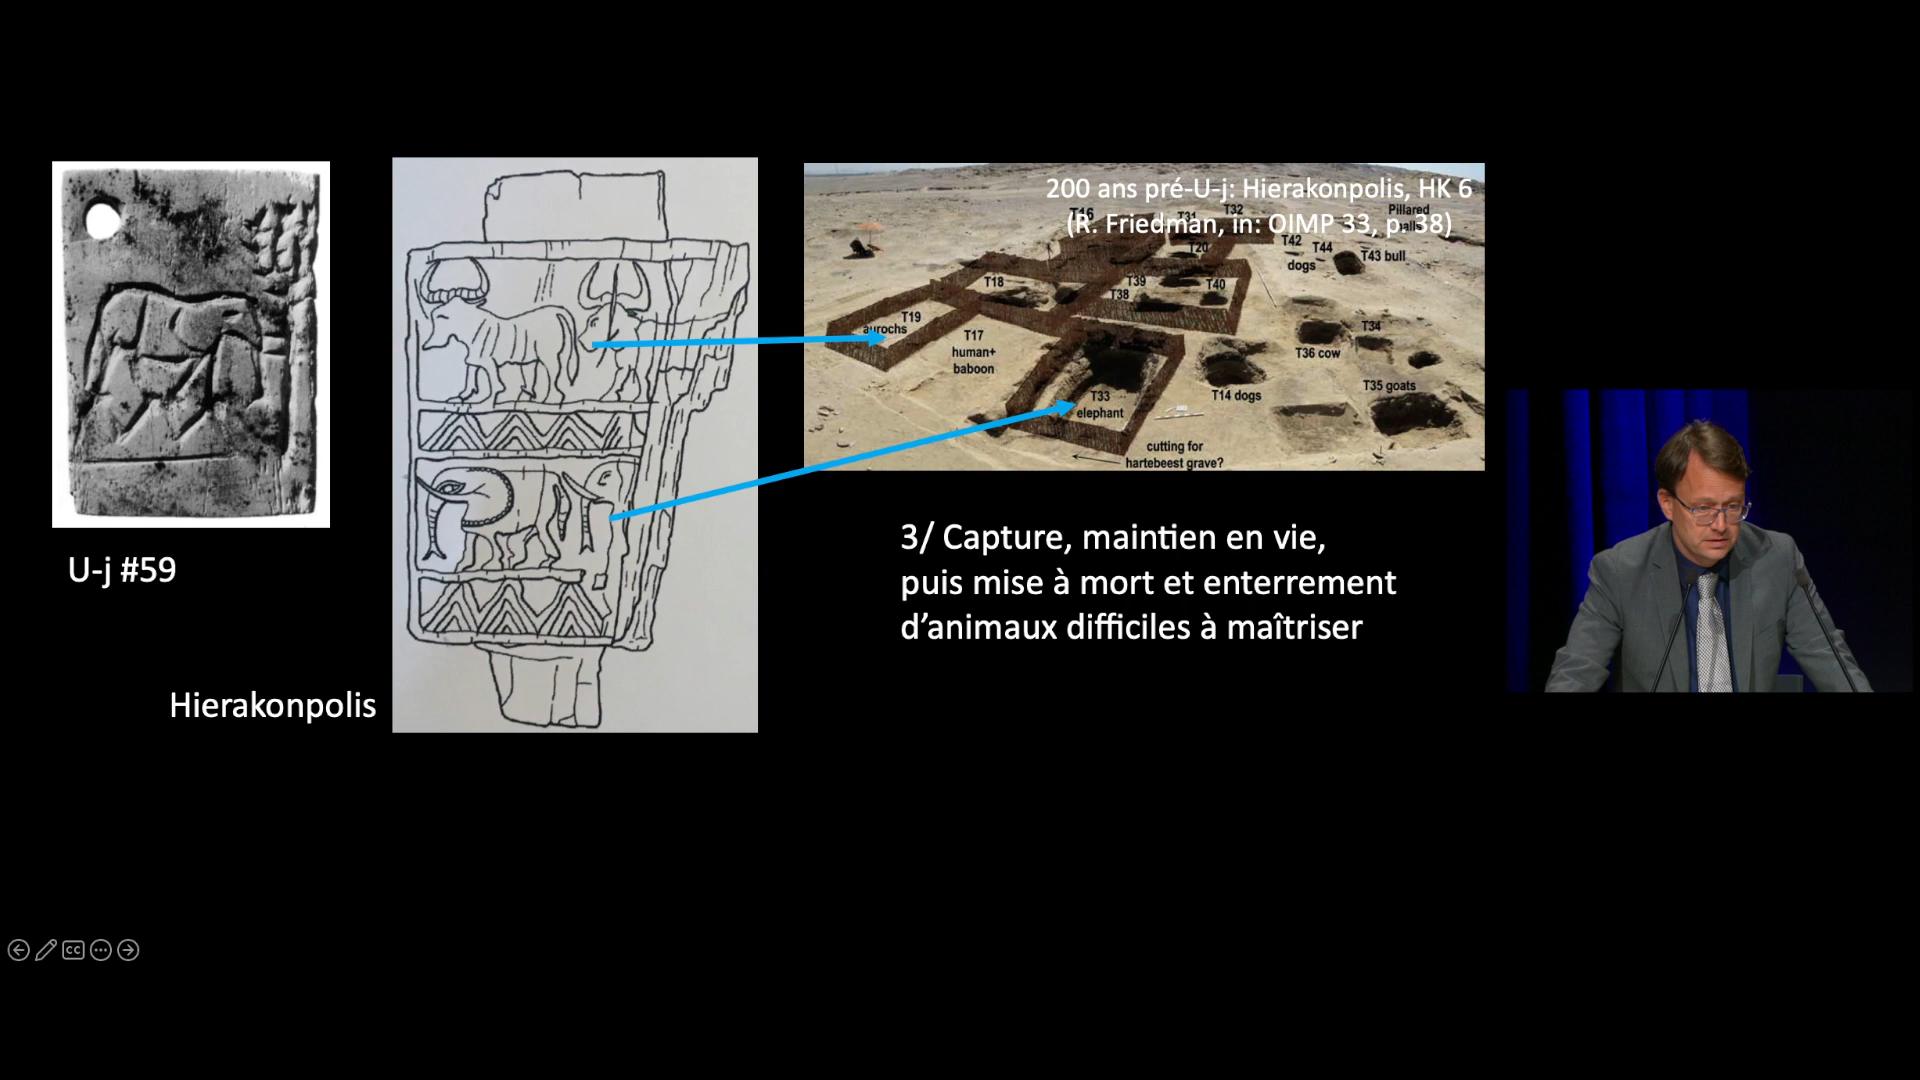 200 ans pré-U-j: Hierakonpolis, HK 6
(R. Friedman, in: OIMP 33, p. 38)
T16
T31
T32
Pillared
T20
T42
T44
dogs
T43 bull
T18
T39
T38
T40
T19
aurochs
T17
human+
baboon
T34
T36 cow
T33
elephant
T14 dogs
T35 goats
cutting for
hartebeest grave?
U-j #59
Hierakonpolis
3/ Capture, maintien en vie,
puis mise à mort et enterrement
d’animaux difficiles à maîtriser
CC